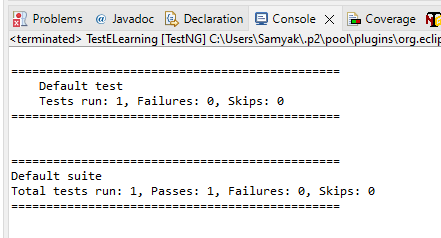 Problems @ Javadoc Declaration Console Coverage
<terminated> TestELearning [TestNG] C:\Users\Samyak\.p2\pool\plugins\org.eclip
===============================================
    Default test
    Tests run: 1, Failures: 0, Skips: 0
===============================================
===============================================
Default suite
Total tests run: 1, Passes: 1, Failures: 0, Skips: 0
===============================================